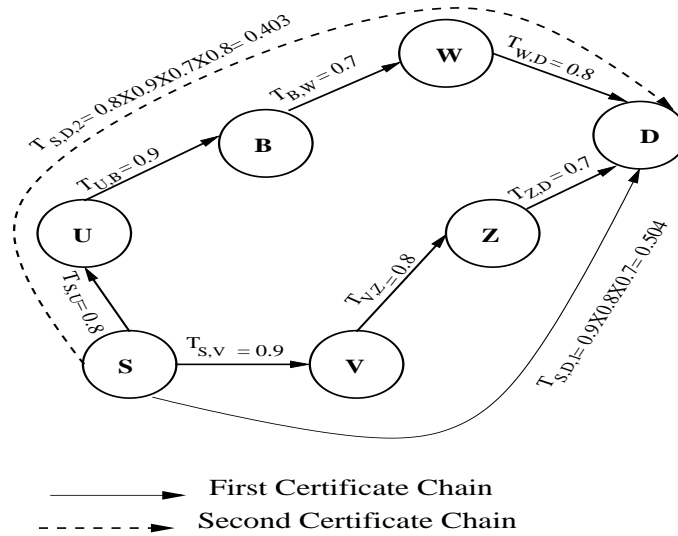 W
T W,D = 0.8
T B,W = 0.7
T S,D,2 = 0.8X0.9X0.7X0.8= 0.403
D
B
T U,B = 0.9
T Z,D = 0.7
U
Z
T S,U = 0.8
T V,Z = 0.8
T S,D,1 = 0.9X0.8X0.7= 0.504
T S,V = 0.9
S
V
First Certificate Chain
Second Certificate Chain